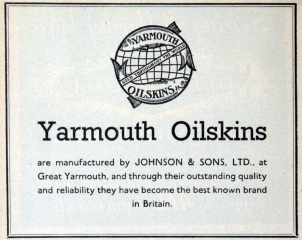 YARMOUTH
OILSKINS
Yarmouth Oilskins
are manufactured by JOHNSON & SONS, LTD., at
Great Yarmouth, and through their outstanding quality
and reliability they have become the best known brand
in Britain.